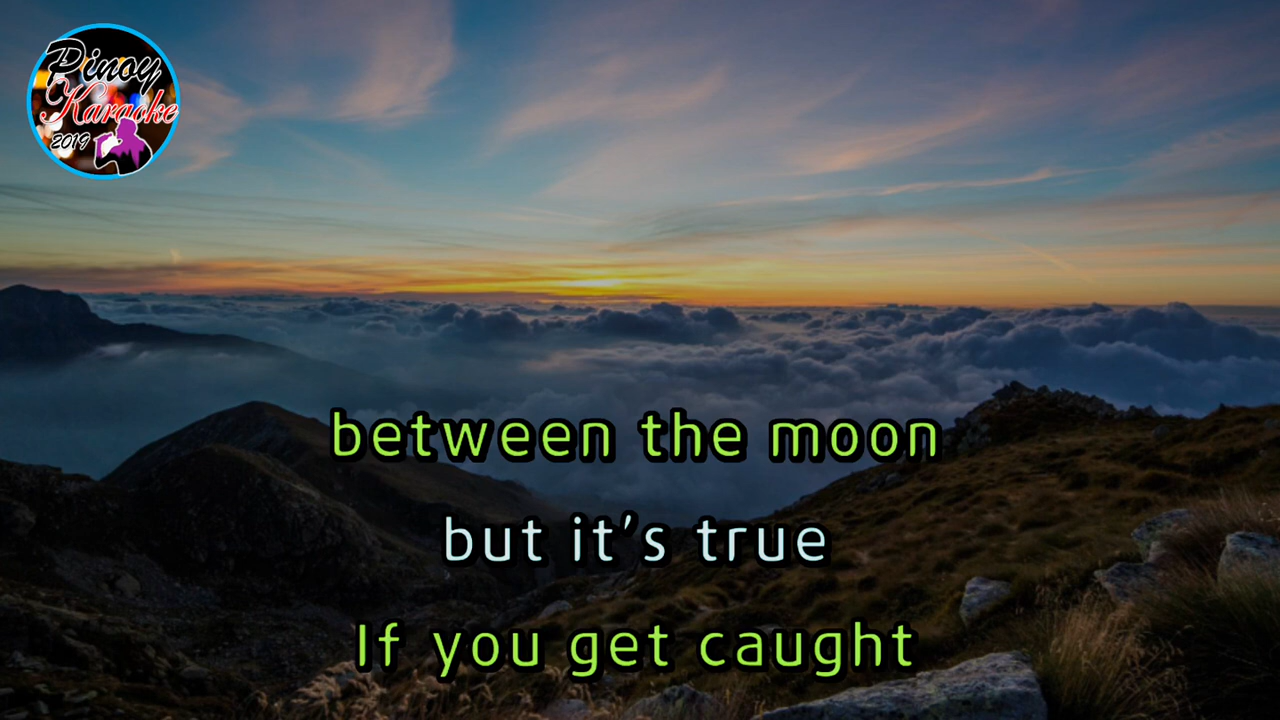 Pinoy
Karaoke
2019
between the moon
but it's true
If you get caught